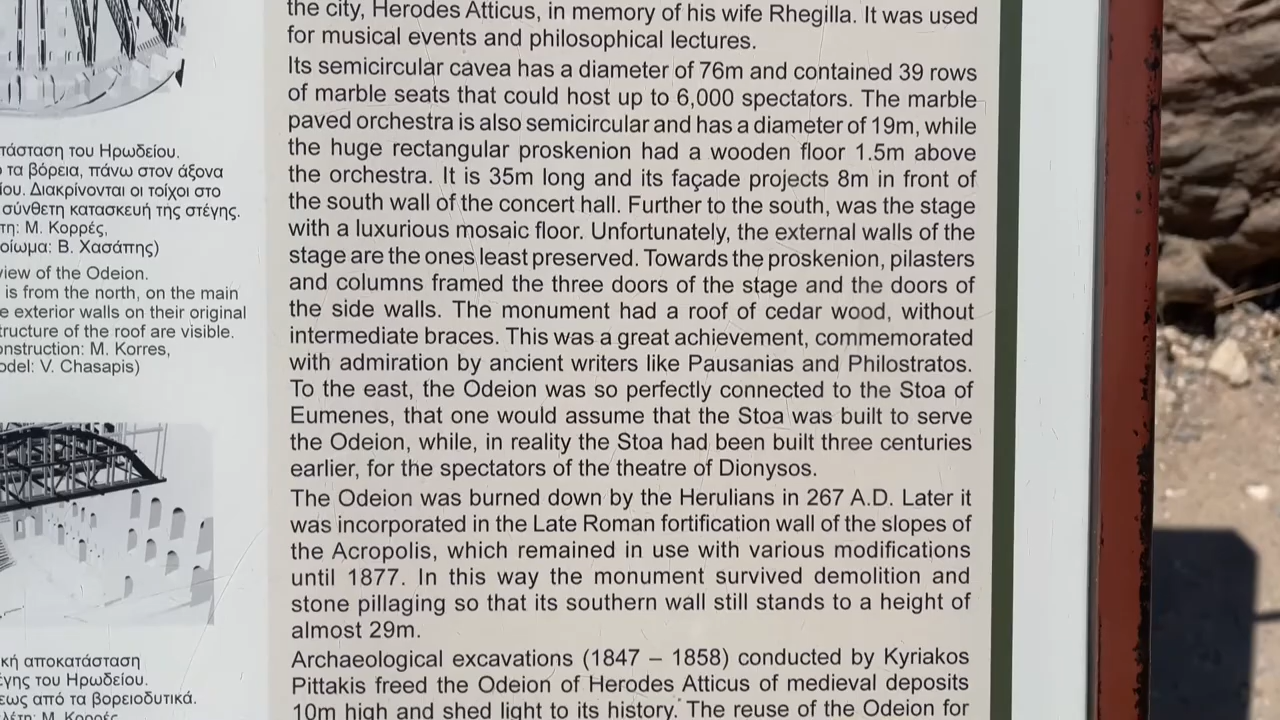 τάσταση του Ηρωδείου.
τα βόρεια, πάνω στον άξονα
ίου. Διακρίνονται οι τοίχοι στο
σύνθετη κατασκευή της στέγης.
τη: Μ. Κορρές,
οίωμα: Β. Χασάπης)
view of the Odeion.
is from the north, on the main
e exterior walls on their original
tructure of the roof are visible.
onstruction: M. Korres,
odel: V. Chasapis)
κή αποκατάσταση
έγης του Ηρωδείου.
εως από τα βορειοδυτικά.
λέτη: Μ. Κορρές
the city, Herodes Atticus, in memory of his wife Rhegilla. It was used
for musical events and philosophical lectures.
Its semicircular cavea has a diameter of 76m and contained 39 rows
of marble seats that could host up to 6,000 spectators. The marble
paved orchestra is also semicircular and has a diameter of 19m, while
the huge rectangular proskenion had a wooden floor 1.5m above
the orchestra. It is 35m long and its façade projects 8m in front of
the south wall of the concert hall. Further to the south, was the stage
with a luxurious mosaic floor. Unfortunately, the external walls of the
stage are the ones least preserved. Towards the proskenion, pilasters
and columns framed the three doors of the stage and the doors of
the side walls. The monument had a roof of cedar wood, without
intermediate braces. This was a great achievement, commemorated
with admiration by ancient writers like Pausanias and Philostratos.
To the east, the Odeion was so perfectly connected to the Stoa of
Eumenes, that one would assume that the Stoa was built to serve
the Odeion, while, in reality the Stoa had been built three centuries
earlier, for the spectators of the theatre of Dionysos.
The Odeion was burned down by the Herulians in 267 A.D. Later it
was incorporated in the Late Roman fortification wall of the slopes of
the Acropolis, which remained in use with various modifications
until 1877. In this way the monument survived demolition and
stone pillaging so that its southern wall still stands to a height of
almost 29m.
Archaeological excavations (1847 – 1858) conducted by Kyriakos
Pittakis freed the Odeion of Herodes Atticus of medieval deposits
10m high and shed light to its history. The reuse of the Odeion for